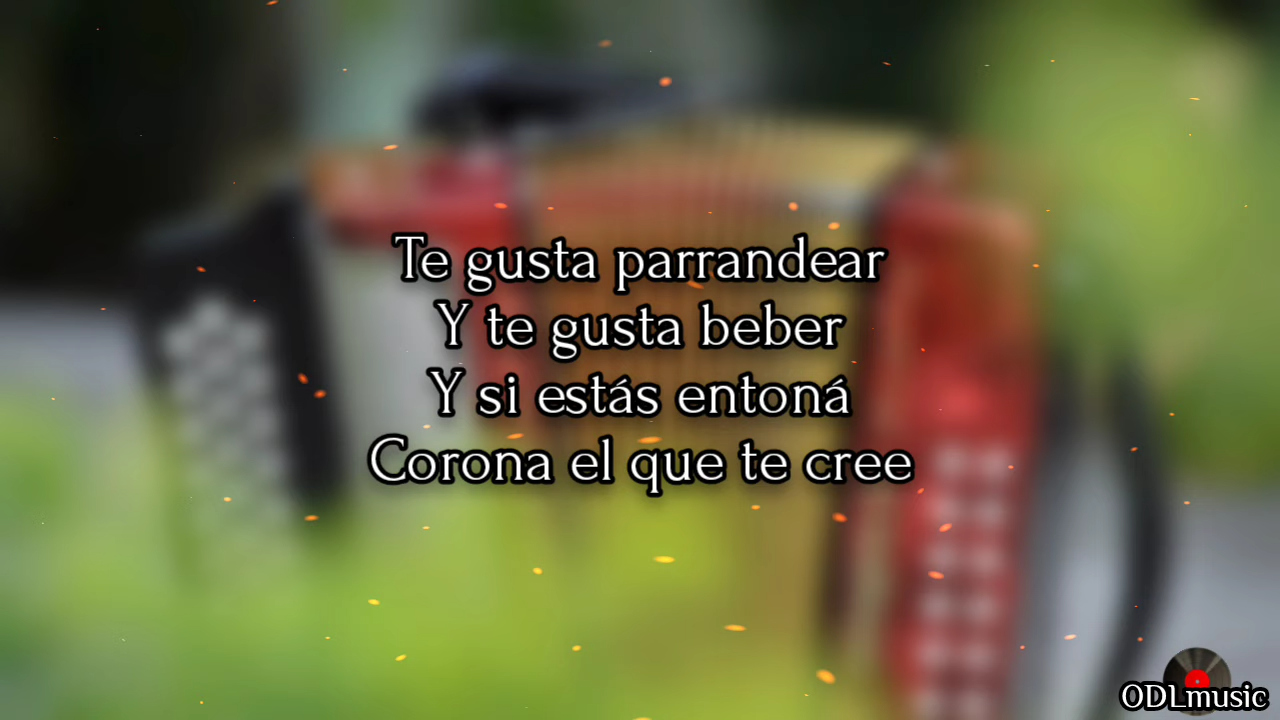 Te gusta parrandear
Y te gusta beber
Y si estás entoná
Corona el que te cree
ODLmusic